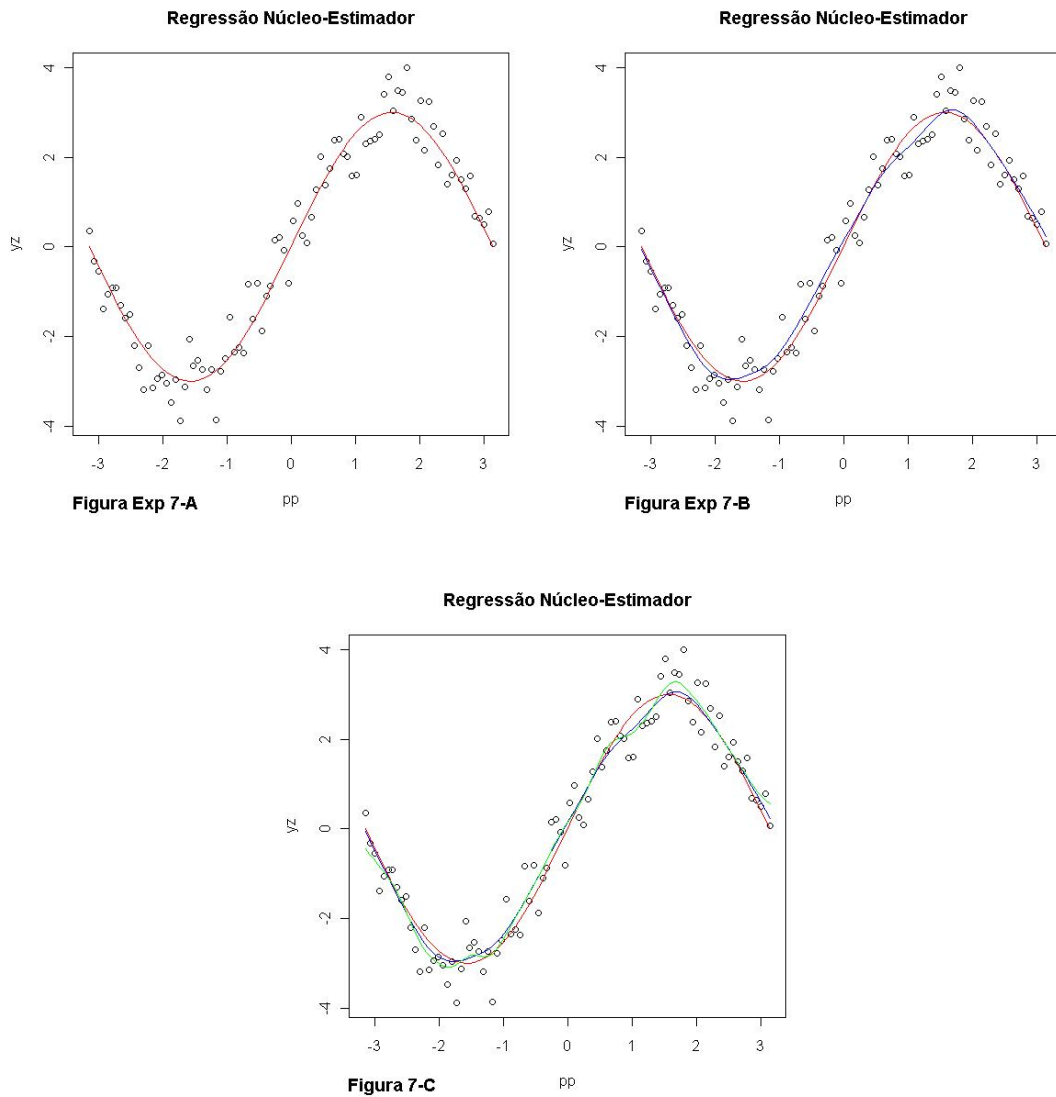 Regressão Núcleo-Estimador
4
2
0
-2
-4
yz
-3 -2 -1 0 1 2 3
Figura Exp 7-A
pp
Regressão Núcleo-Estimador
4
2
0
-2
-4
yz
-3 -2 -1 0 1 2 3
Figura Exp 7-B
pp
Regressão Núcleo-Estimador
4
2
0
-2
-4
yz
-3 -2 -1 0 1 2 3
Figura 7-C
pp